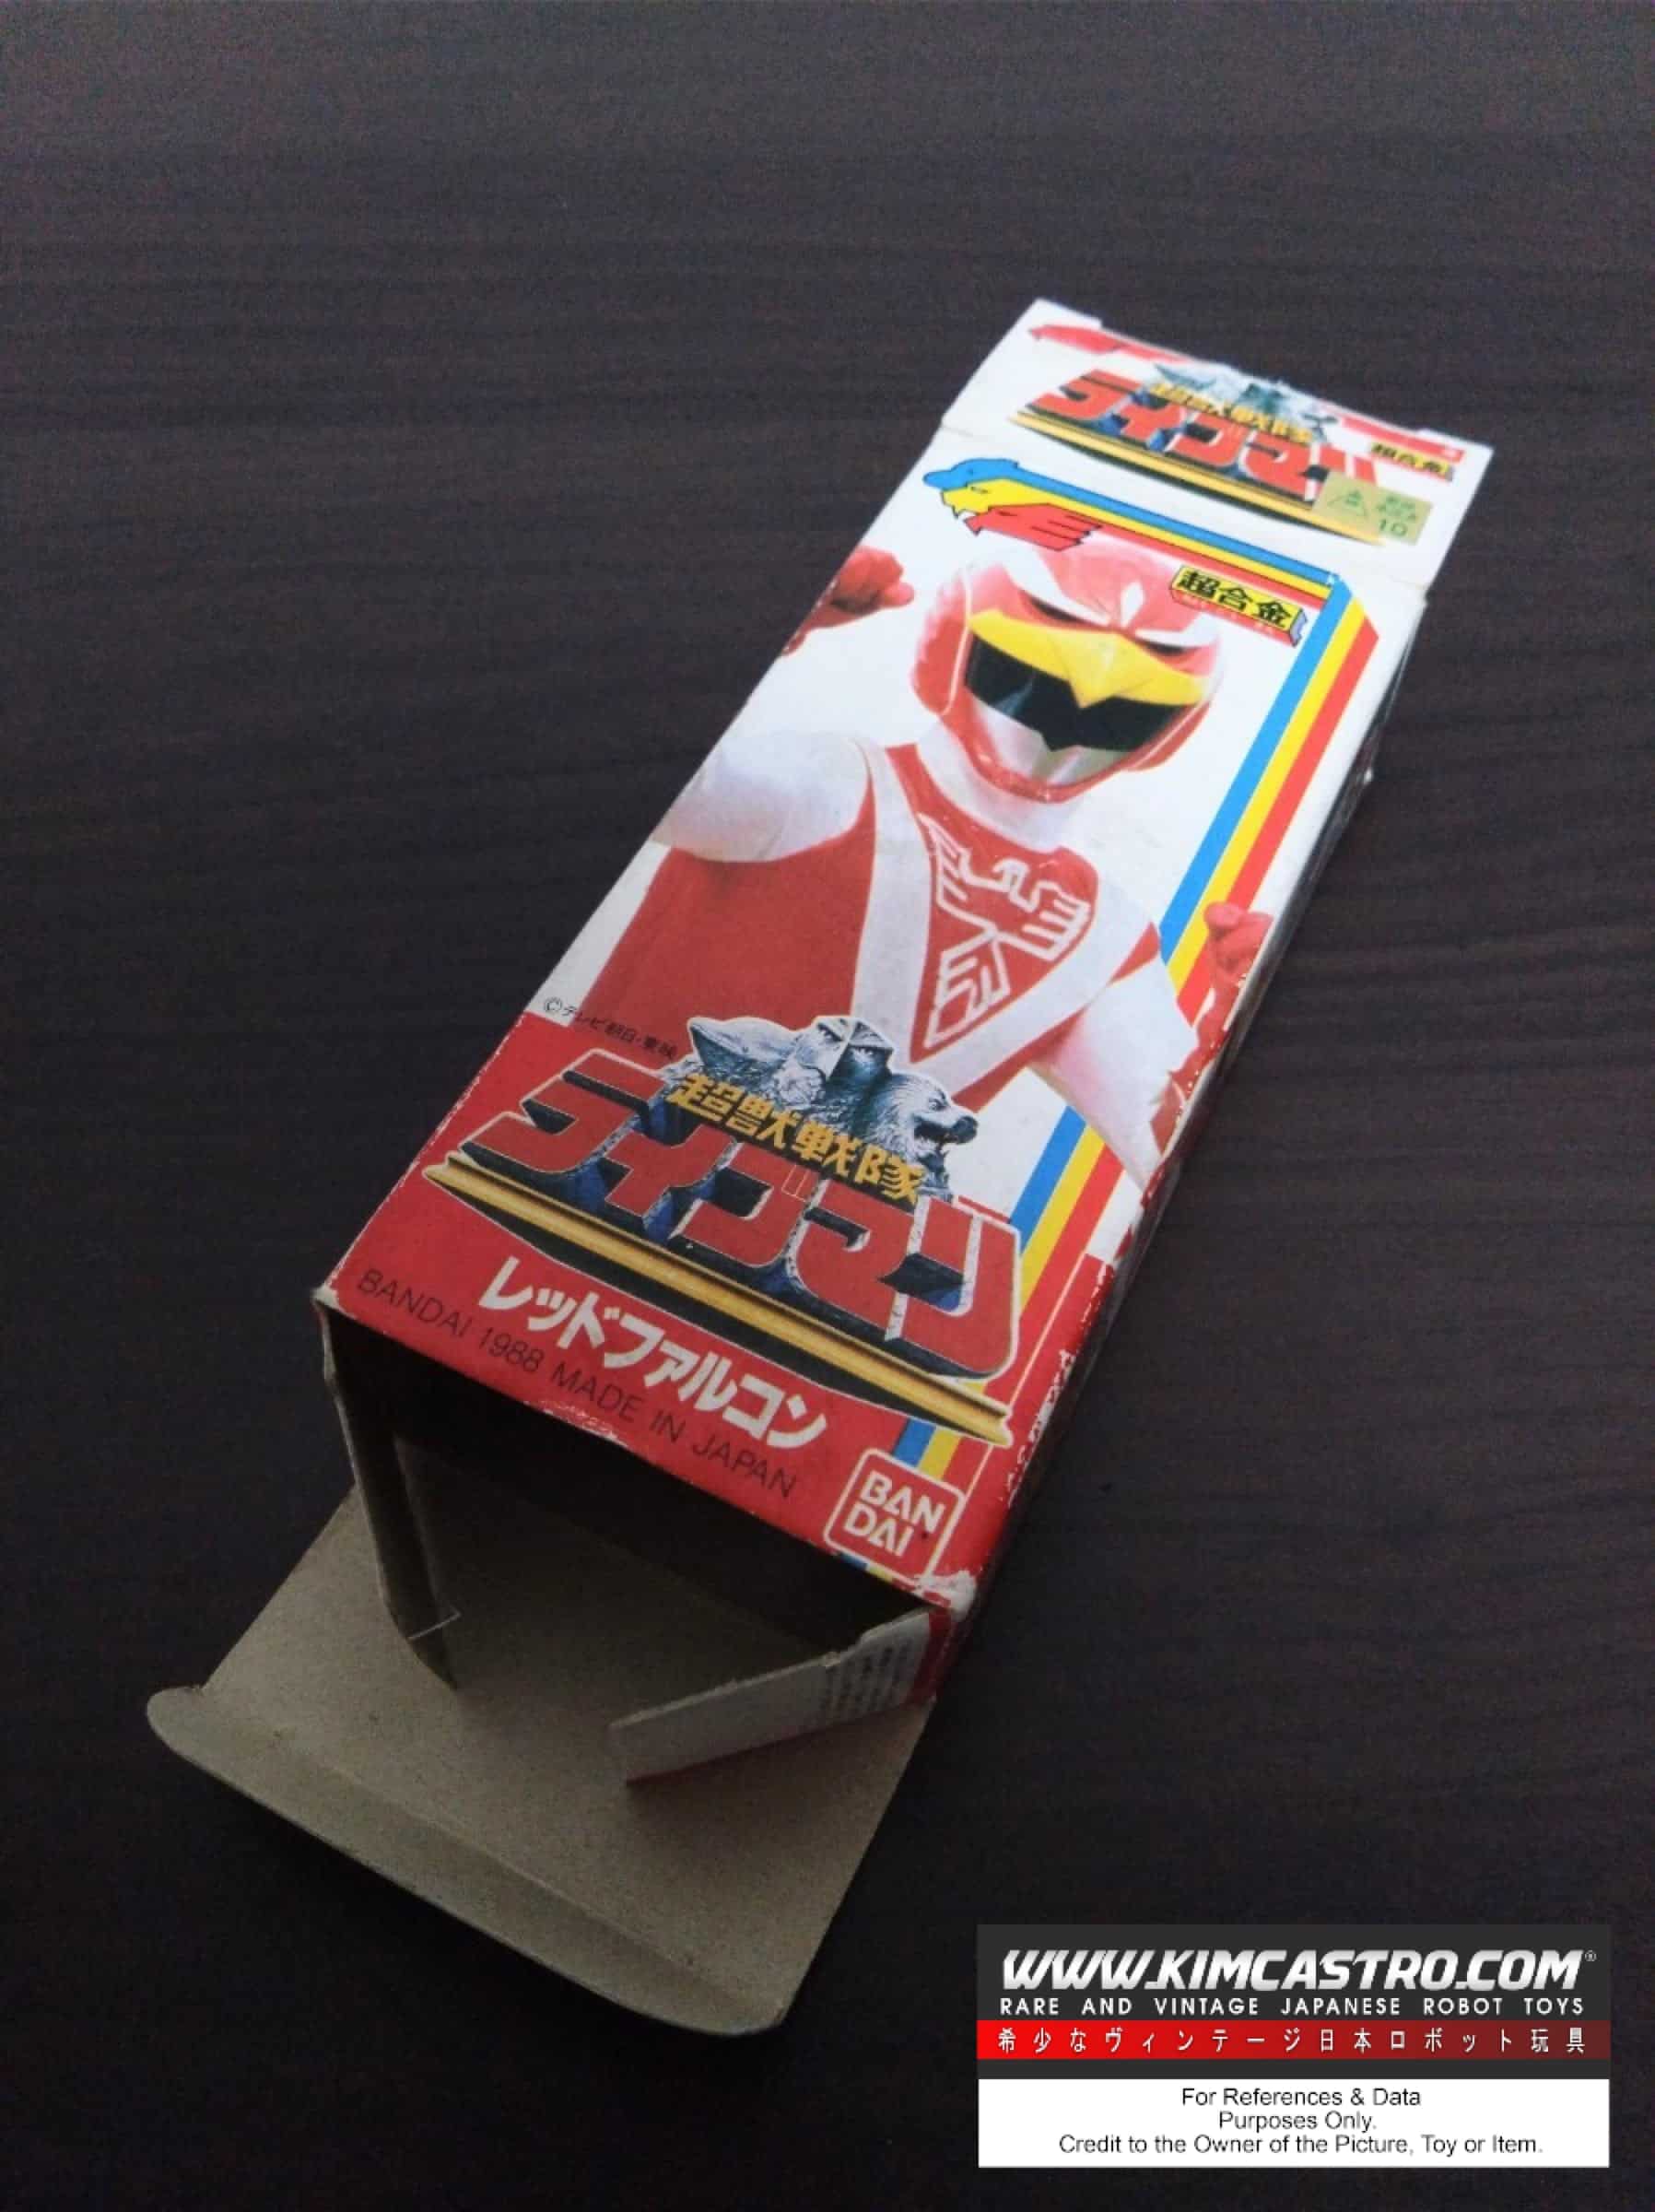 超獣戦隊
ライブマン
超合金
10
超合金
©テレビ朝日・東映
超獣戦隊
ライブマン
レッドファルコン
BANDAI 1988 MADE IN JAPAN
BAN
DAI
WWW.KIMCASTRO.COM®
RARE AND VINTAGE JAPANESE ROBOT TOYS
希少なヴィンテージ日本ロボット玩具
For References & Data
Purposes Only.
Credit to the Owner of the Picture, Toy or Item.